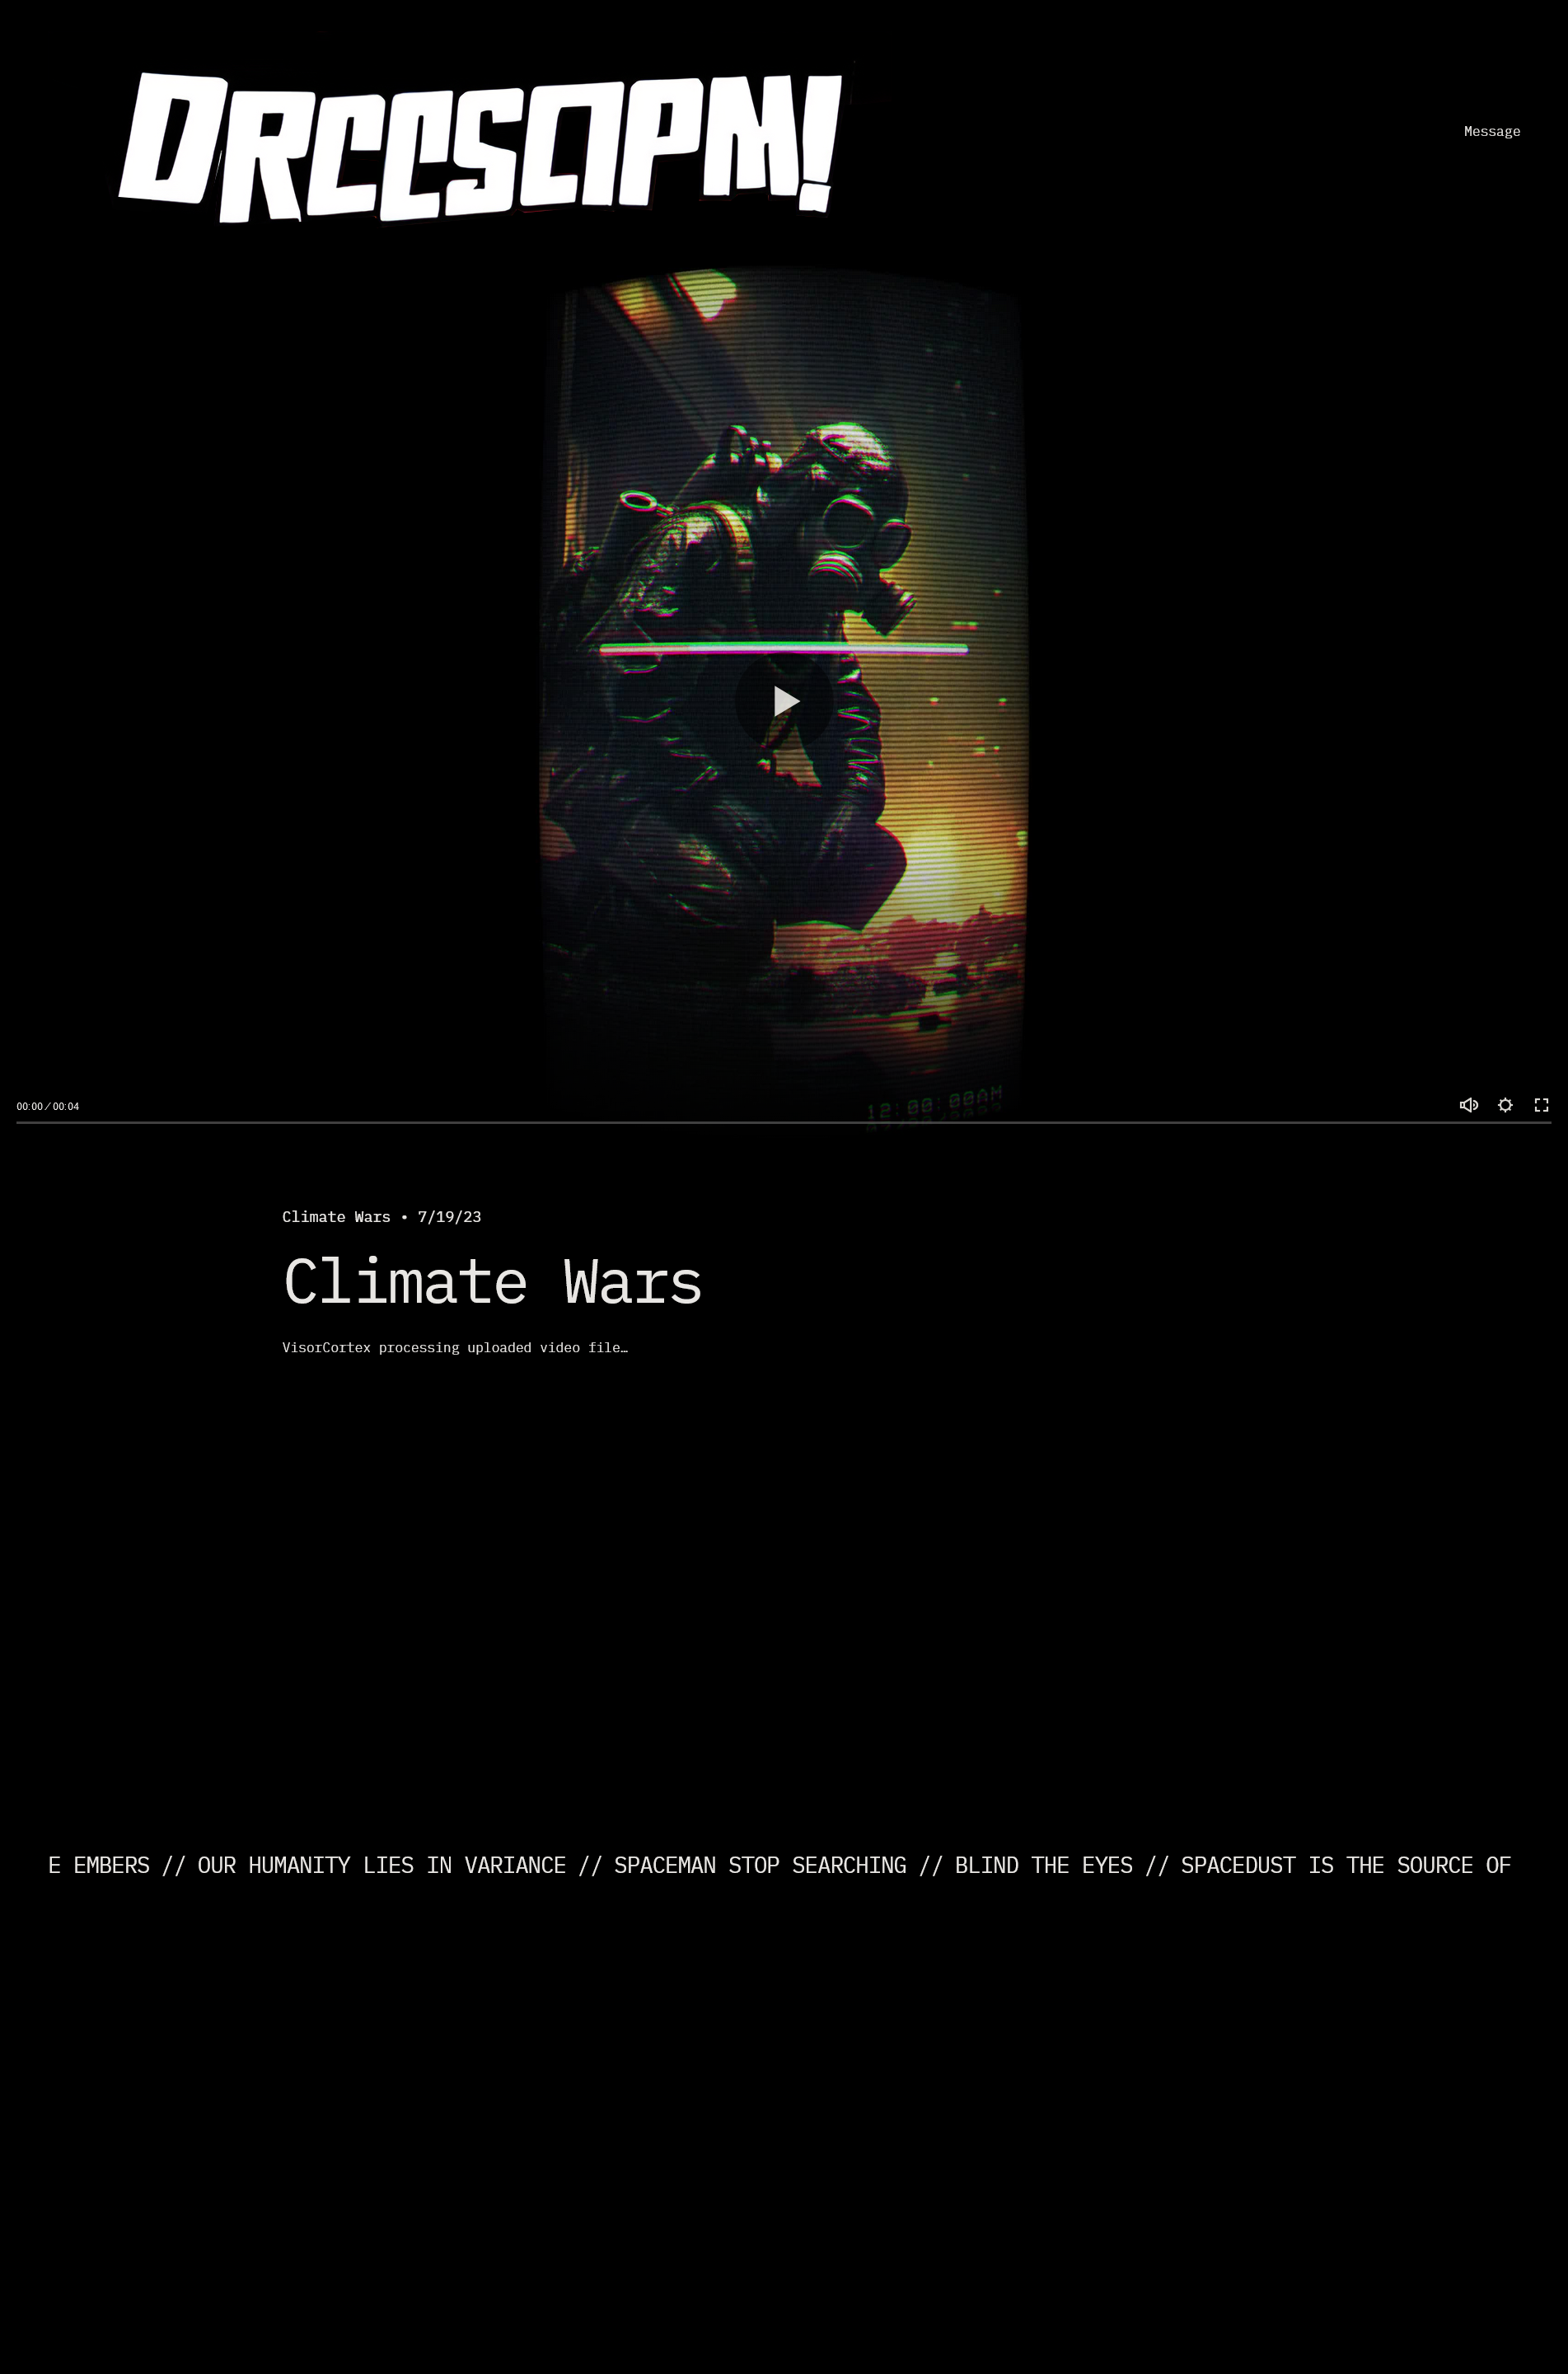 DRCCSOPM!
Message
12:00:00AM
00:00/00:04
Climate Wars • 7/19/23
Climate Wars
VisorCortex processing uploaded video file…
E EMBERS // OUR HUMANITY LIES IN VARIANCE // SPACEMAN STOP SEARCHING // BLIND THE EYES // SPACEDUST IS THE SOURCE OF